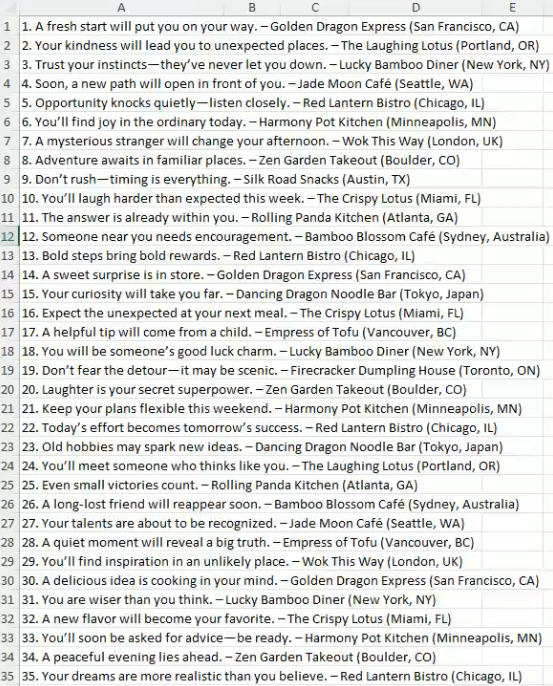 A B C D E
1 1. A fresh start will put you on your way. – Golden Dragon Express (San Francisco, CA)
2 2. Your kindness will lead you to unexpected places. – The Laughing Lotus (Portland, OR)
3 3. Trust your instincts—they’ve never let you down. – Lucky Bamboo Diner (New York, NY)
4 4. Soon, a new path will open in front of you. – Jade Moon Café (Seattle, WA)
5 5. Opportunity knocks quietly—listen closely. – Red Lantern Bistro (Chicago, IL)
6 6. You’ll find joy in the ordinary today. – Harmony Pot Kitchen (Minneapolis, MN)
7 7. A mysterious stranger will change your afternoon. – Wok This Way (London, UK)
8 8. Adventure awaits in familiar places. – Zen Garden Takeout (Boulder, CO)
9 9. Don’t rush—timing is everything. – Silk Road Snacks (Austin, TX)
10 10. You’ll laugh harder than expected this week. – The Crispy Lotus (Miami, FL)
11 11. The answer is already within you. – Rolling Panda Kitchen (Atlanta, GA)
12 12. Someone near you needs encouragement. – Bamboo Blossom Café (Sydney, Australia)
13 13. Bold steps bring bold rewards. – Red Lantern Bistro (Chicago, IL)
14 14. A sweet surprise is in store. – Golden Dragon Express (San Francisco, CA)
15 15. Your curiosity will take you far. – Dancing Dragon Noodle Bar (Tokyo, Japan)
16 16. Expect the unexpected at your next meal. – The Crispy Lotus (Miami, FL)
17 17. A helpful tip will come from a child. – Empress of Tofu (Vancouver, BC)
18 18. You will be someone’s good luck charm. – Lucky Bamboo Diner (New York, NY)
19 19. Don’t fear the detour—it may be scenic. – Firecracker Dumpling House (Toronto, ON)
20 20. Laughter is your secret superpower. – Zen Garden Takeout (Boulder, CO)
21 21. Keep your plans flexible this weekend. – Harmony Pot Kitchen (Minneapolis, MN)
22 22. Today’s effort becomes tomorrow’s success. – Red Lantern Bistro (Chicago, IL)
23 23. Old hobbies may spark new ideas. – Dancing Dragon Noodle Bar (Tokyo, Japan)
24 24. You’ll meet someone who thinks like you. – The Laughing Lotus (Portland, OR)
25 25. Even small victories count. – Rolling Panda Kitchen (Atlanta, GA)
26 26. A long-lost friend will reappear soon. – Bamboo Blossom Café (Sydney, Australia)
27 27. Your talents are about to be recognized. – Jade Moon Café (Seattle, WA)
28 28. A quiet moment will reveal a big truth. – Empress of Tofu (Vancouver, BC)
29 29. You’ll find inspiration in an unlikely place. – Wok This Way (London, UK)
30 30. A delicious idea is cooking in your mind. – Golden Dragon Express (San Francisco, CA)
31 31. You are wiser than you think. – Lucky Bamboo Diner (New York, NY)
32 32. A new flavor will become your favorite. – The Crispy Lotus (Miami, FL)
33 33. You’ll soon be asked for advice—be ready. – Harmony Pot Kitchen (Minneapolis, MN)
34 34. A peaceful evening lies ahead. – Zen Garden Takeout (Boulder, CO)
35 35. Your dreams are more realistic than you believe. – Red Lantern Bistro (Chicago, IL)